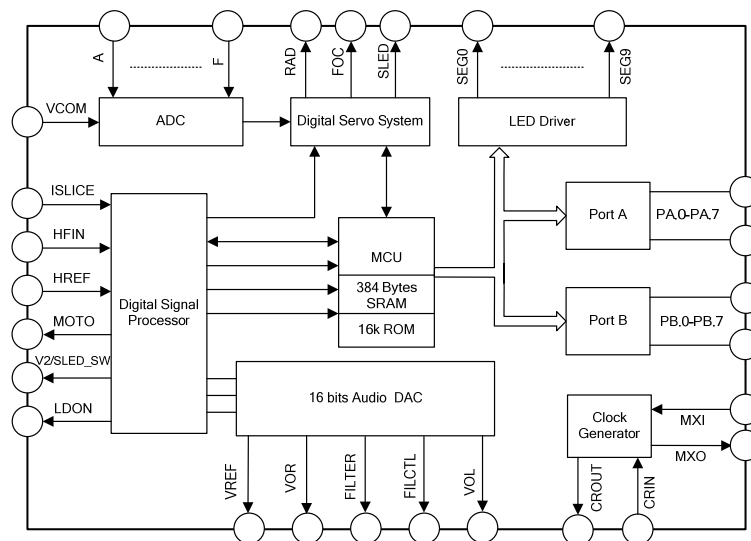 A
F
RAD
FOC
SLED
SEG0
SEG9
VCOM
ADC
Digital Servo System
LED Driver
ISLICE
HFIN
HREF
MOTO
V2/SLED_SW
LDON
Digital Signal
Processor
MCU
384 Bytes
SRAM
16k ROM
Port A
PA.0-PA.7
Port B
PB.0-PB.7
16 bits Audio DAC
Clock
Generator
MXI
MXO
VREF
VOR
FILTER
FILCTL
VOL
CROUT
CRIN